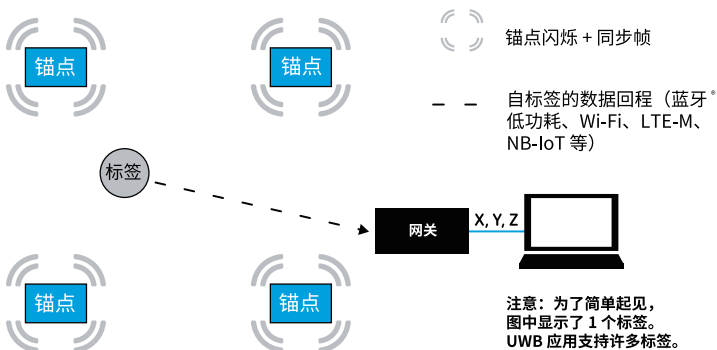 锚点
锚点
锚点闪烁 + 同步帧
自标签的数据回程（蓝牙®
低功耗、Wi-Fi、LTE-M、
NB-IoT 等）
标签
网关
X, Y, Z
锚点
锚点
注意：为了简单起见，
图中显示了 1 个标签。
UWB 应用支持许多标签。